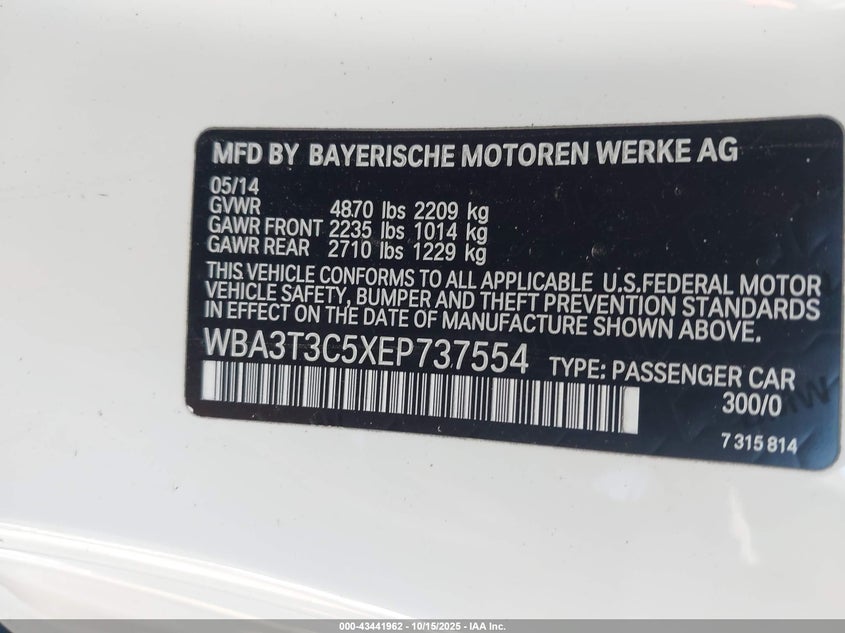 MFD BY BAYERISCHE MOTOREN WERKE AG
05/14
GVWR 4870 lbs 2209 kg
GAWR FRONT 2235 lbs 1014 kg
GAWR REAR 2710 lbs 1229 kg
THIS VEHICLE CONFORMS TO ALL APPLICABLE U.S.FEDERAL MOTOR
VEHICLE SAFETY, BUMPER AND THEFT PREVENTION STANDARDS
IN EFFECT ON THE DATE OF MANUFACTURE SHOWN ABOVE.
WBA3T3C5XEP737554 TYPE: PASSENGER CAR
300/0
7 315 814
000-43441962 - 10/15/2025 - IAA Inc.